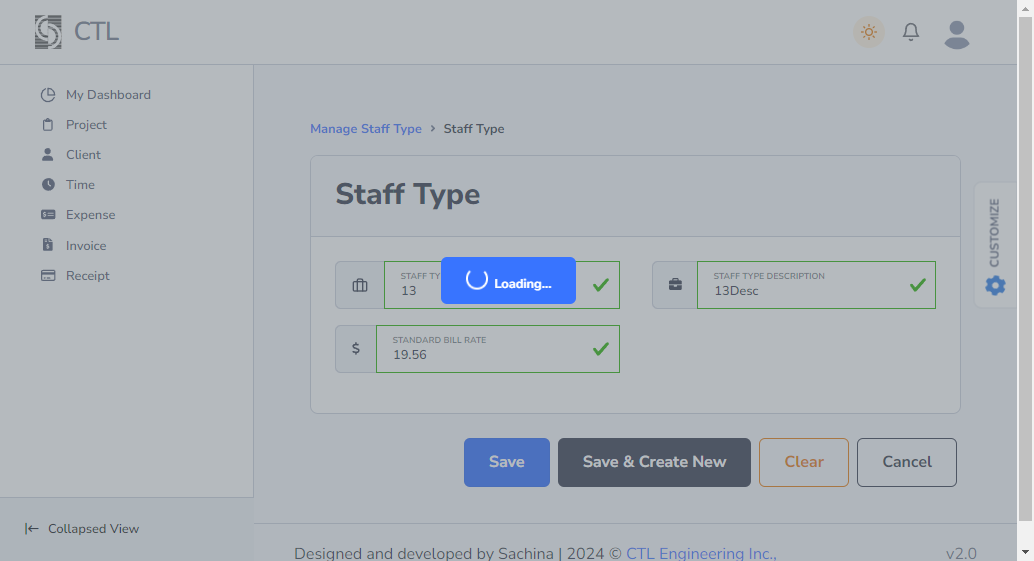 CTL
My Dashboard
Project
Client
Time
Expense
Invoice
Receipt
Collapsed View
Manage Staff Type > Staff Type
Staff Type
STAFF TY
13
Loading...
STAFF TYPE DESCRIPTION
13Desc
$
STANDARD BILL RATE
19.56
Save
Save & Create New
Clear
Cancel
CUSTOMIZE
Designed and developed by Sachina | 2024 © CTL Engineering Inc.,
v2.0